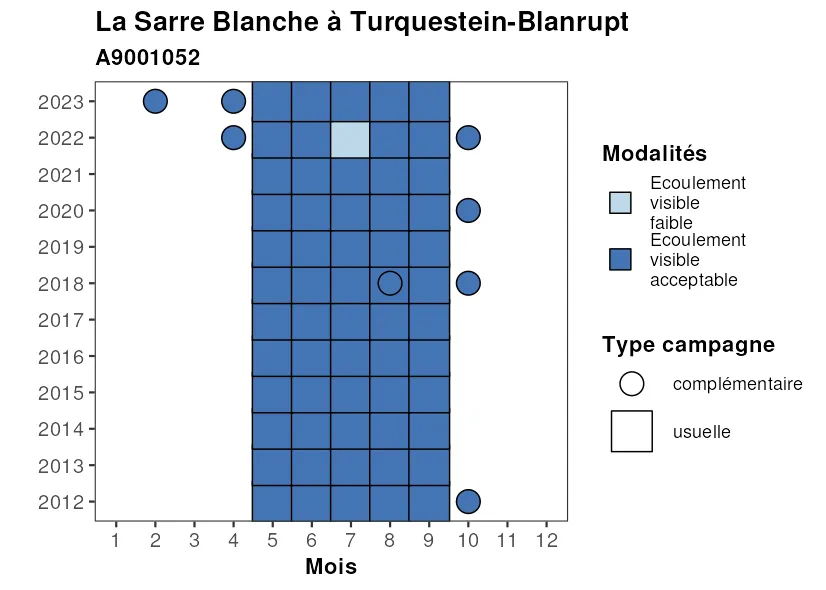 La Sarre Blanche à Turquestein-Blanrupt
A9001052
2023
2022
2021
2020
2019
2018
2017
2016
2015
2014
2013
2012
1 2 3 4 5 6 7 8 9 10 11 12
Mois
Modalités
Ecoulement
visible
faible
Ecoulement
visible
acceptable
Type campagne
complémentaire
usuelle